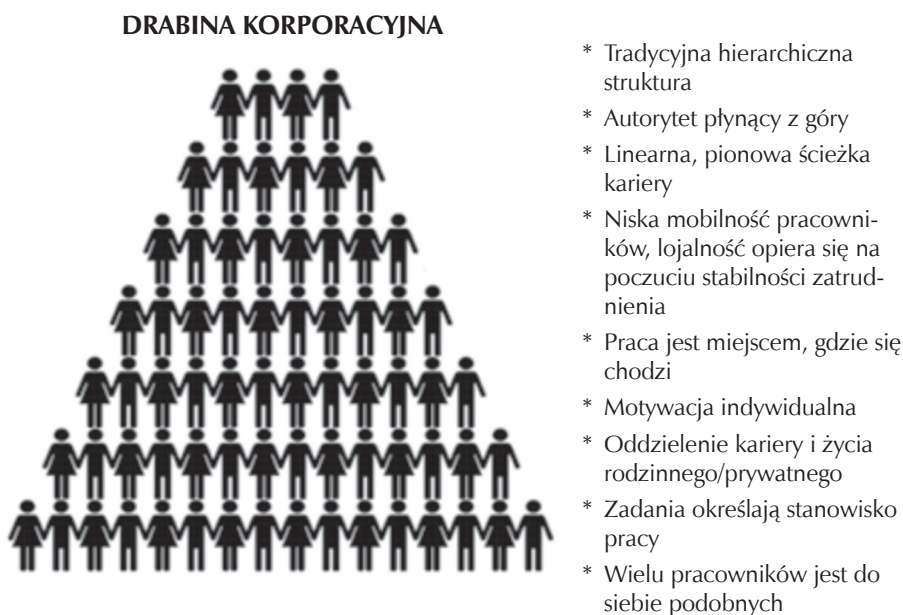 DRABINA KORPORACYJNA
* Tradycyjna hierarchiczna
struktura
* Autorytet płynący z góry
* Linearna, pionowa ścieżka
kariery
* Niska mobilność pracowni-
ków, lojalność opiera się na
poczuciu stabilności zatrud-
nienia
* Praca jest miejscem, gdzie się
chodzi
* Motywacja indywidualna
* Oddzielenie kariery i życia
rodzinnego/prywatnego
* Zadania określają stanowisko
pracy
* Wielu pracowników jest do
siebie podobnych